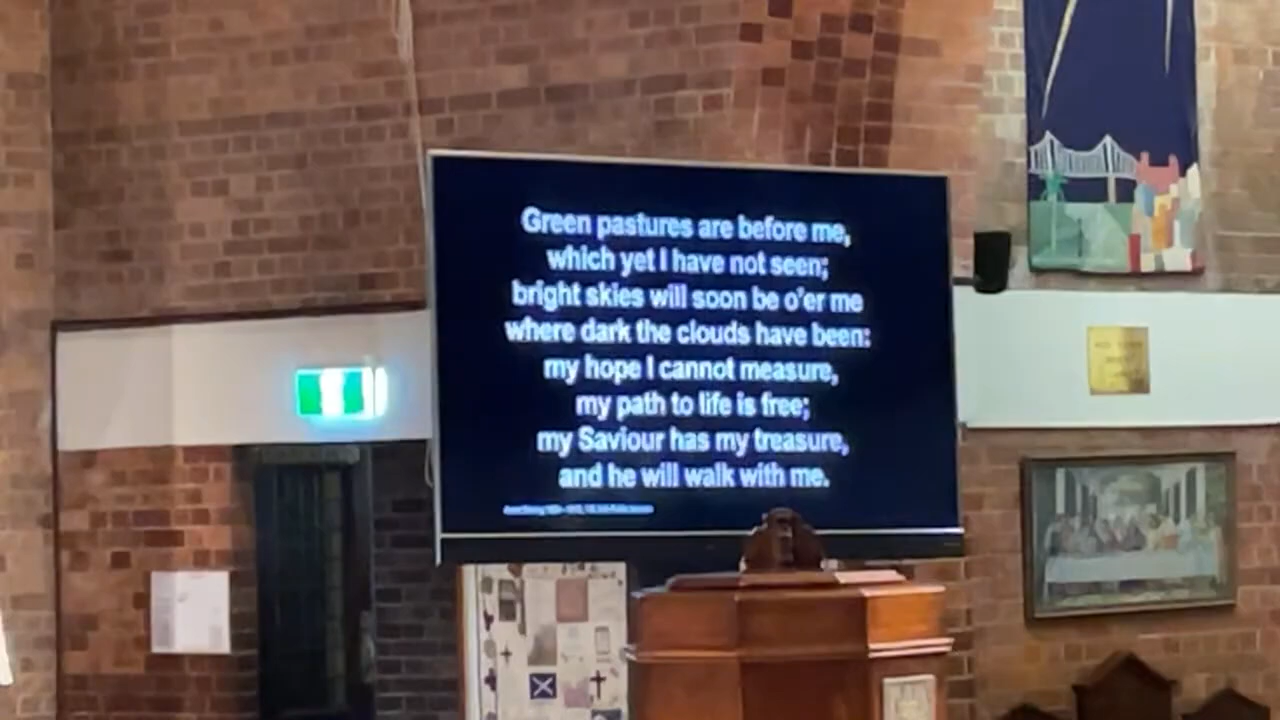 Green pastures are before me,
which yet I have not seen;
bright skies will soon be o'er me
where dark the clouds have been:
my hope I cannot measure,
my path to life is free;
my Saviour has my treasure,
and he will walk with me.